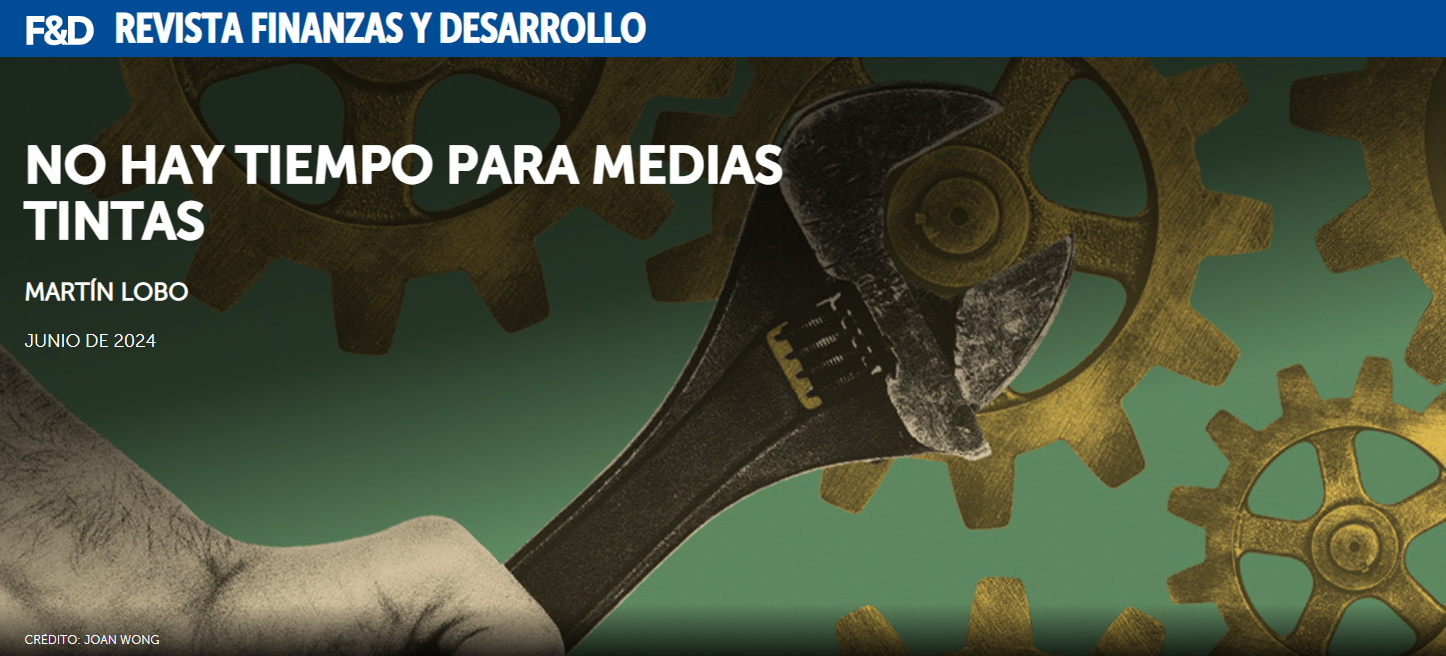 F&D REVISTA FINANZAS Y DESARROLLO
NO HAY TIEMPO PARA MEDIAS
TINTAS
MARTÍN LOBO
JUNIO DE 2024
CRÉDITO: JOAN WONG